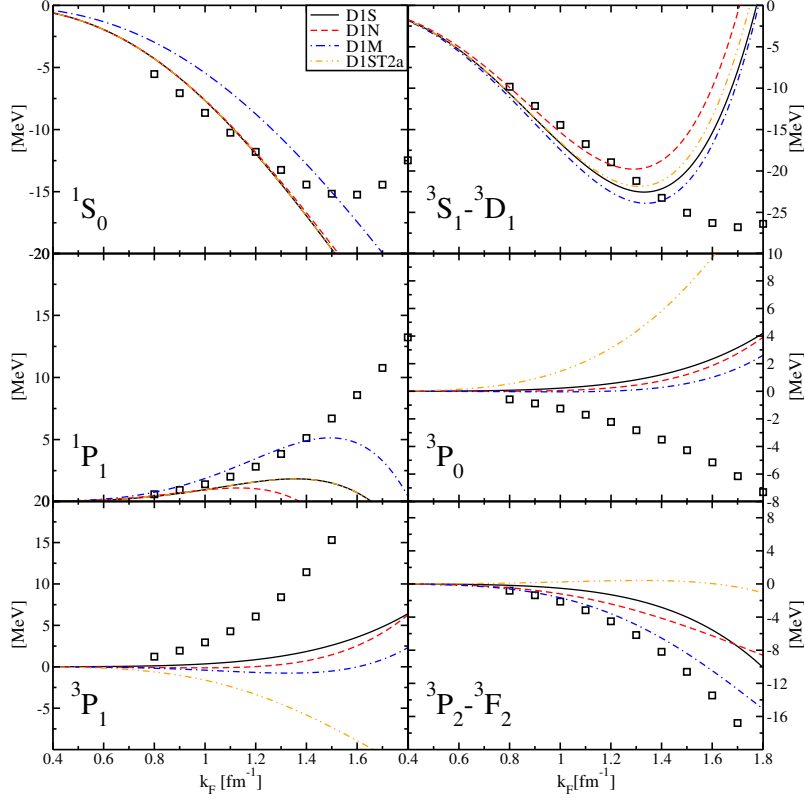 0
-5
-10
-15
-20
[MeV]
D1S
D1N
D1M
D1ST2a
¹S₀
0
-5
-10
-15
-20
-25
[MeV]
³S₁-³D₁
15
10
5
20
[MeV]
¹P₁
10
8
6
4
2
0
-2
-4
-6
-8
[MeV]
³P₀
15
10
5
0
-5
[MeV]
³P₁
8
4
0
-4
-8
-12
-16
[MeV]
³P₂-³F₂
0.4 0.6 0.8 1 1.2 1.4 1.6
0.4 0.6 0.8 1.0 1.2 1.4 1.6 1.8
k_F [fm⁻¹] k_F [fm⁻¹]